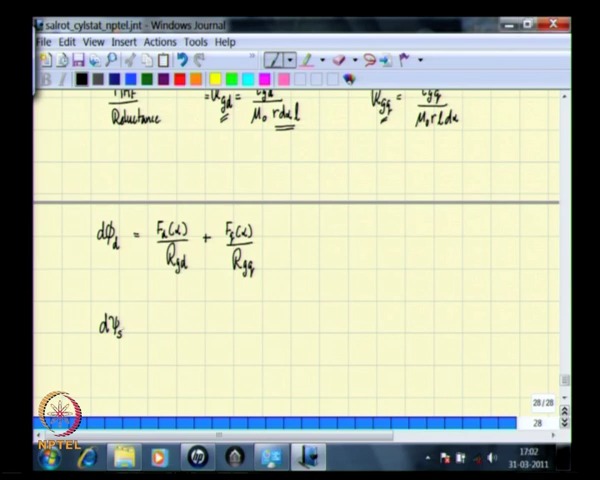 salrot_cylstat_nptel.jnt - Windows Journal
File Edit View Insert Actions Tools Help
MMF / Reluctance = R_gd = l_gd / μ₀ r dα l R_gq = l_gq / μ₀ r l dα
dϕ_d = F_d(α) / R_gd + F_q(α) / R_gq
dψ_s
28 / 28
28
NPTEL
17:02
31-03-2011